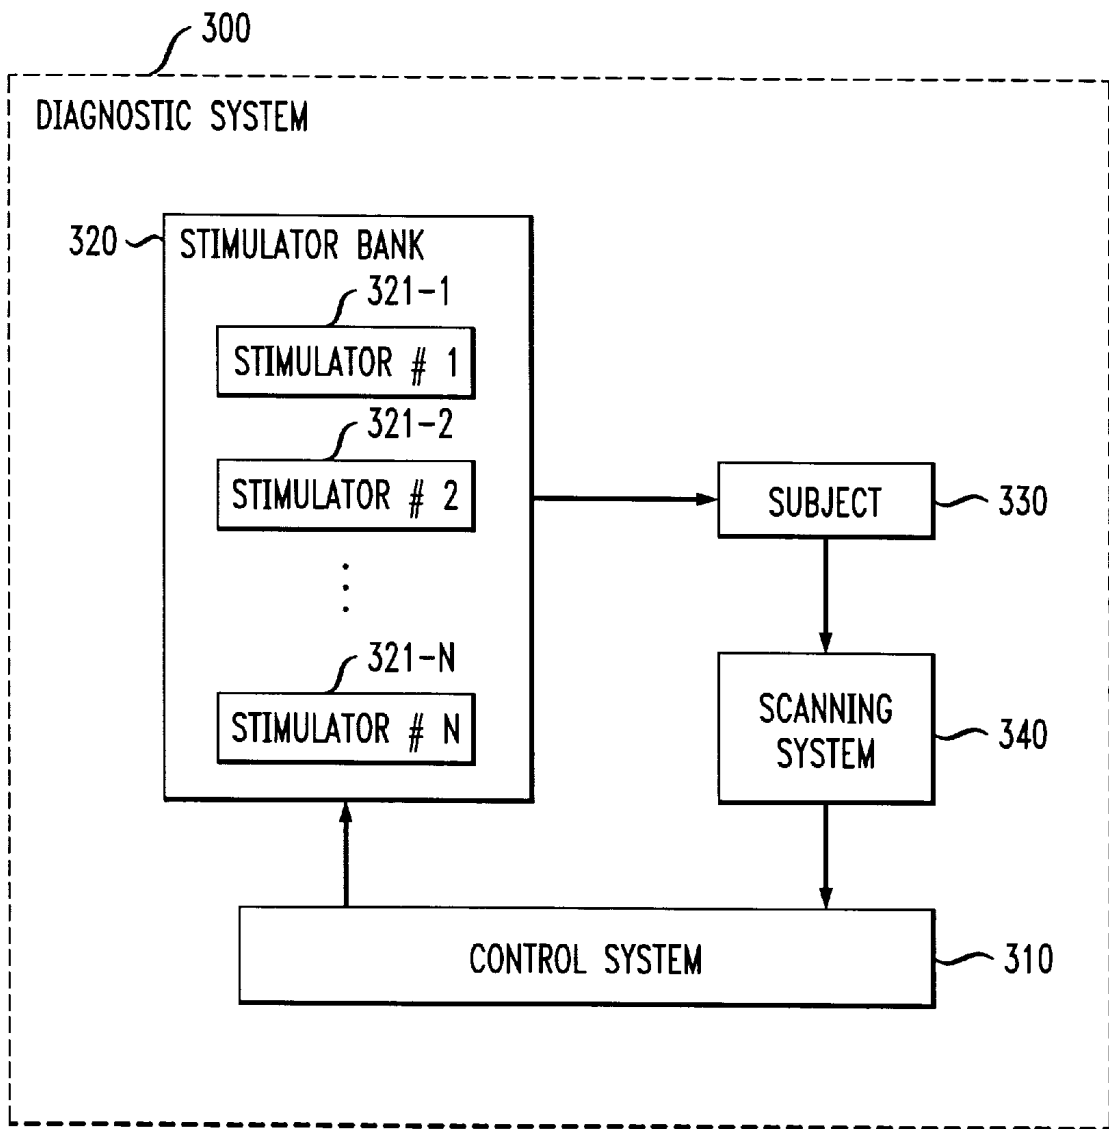 300
DIAGNOSTIC SYSTEM
320
STIMULATOR BANK
321-1
STIMULATOR # 1
321-2
STIMULATOR # 2
321-N
STIMULATOR # N
SUBJECT
330
SCANNING
SYSTEM
340
CONTROL SYSTEM
310